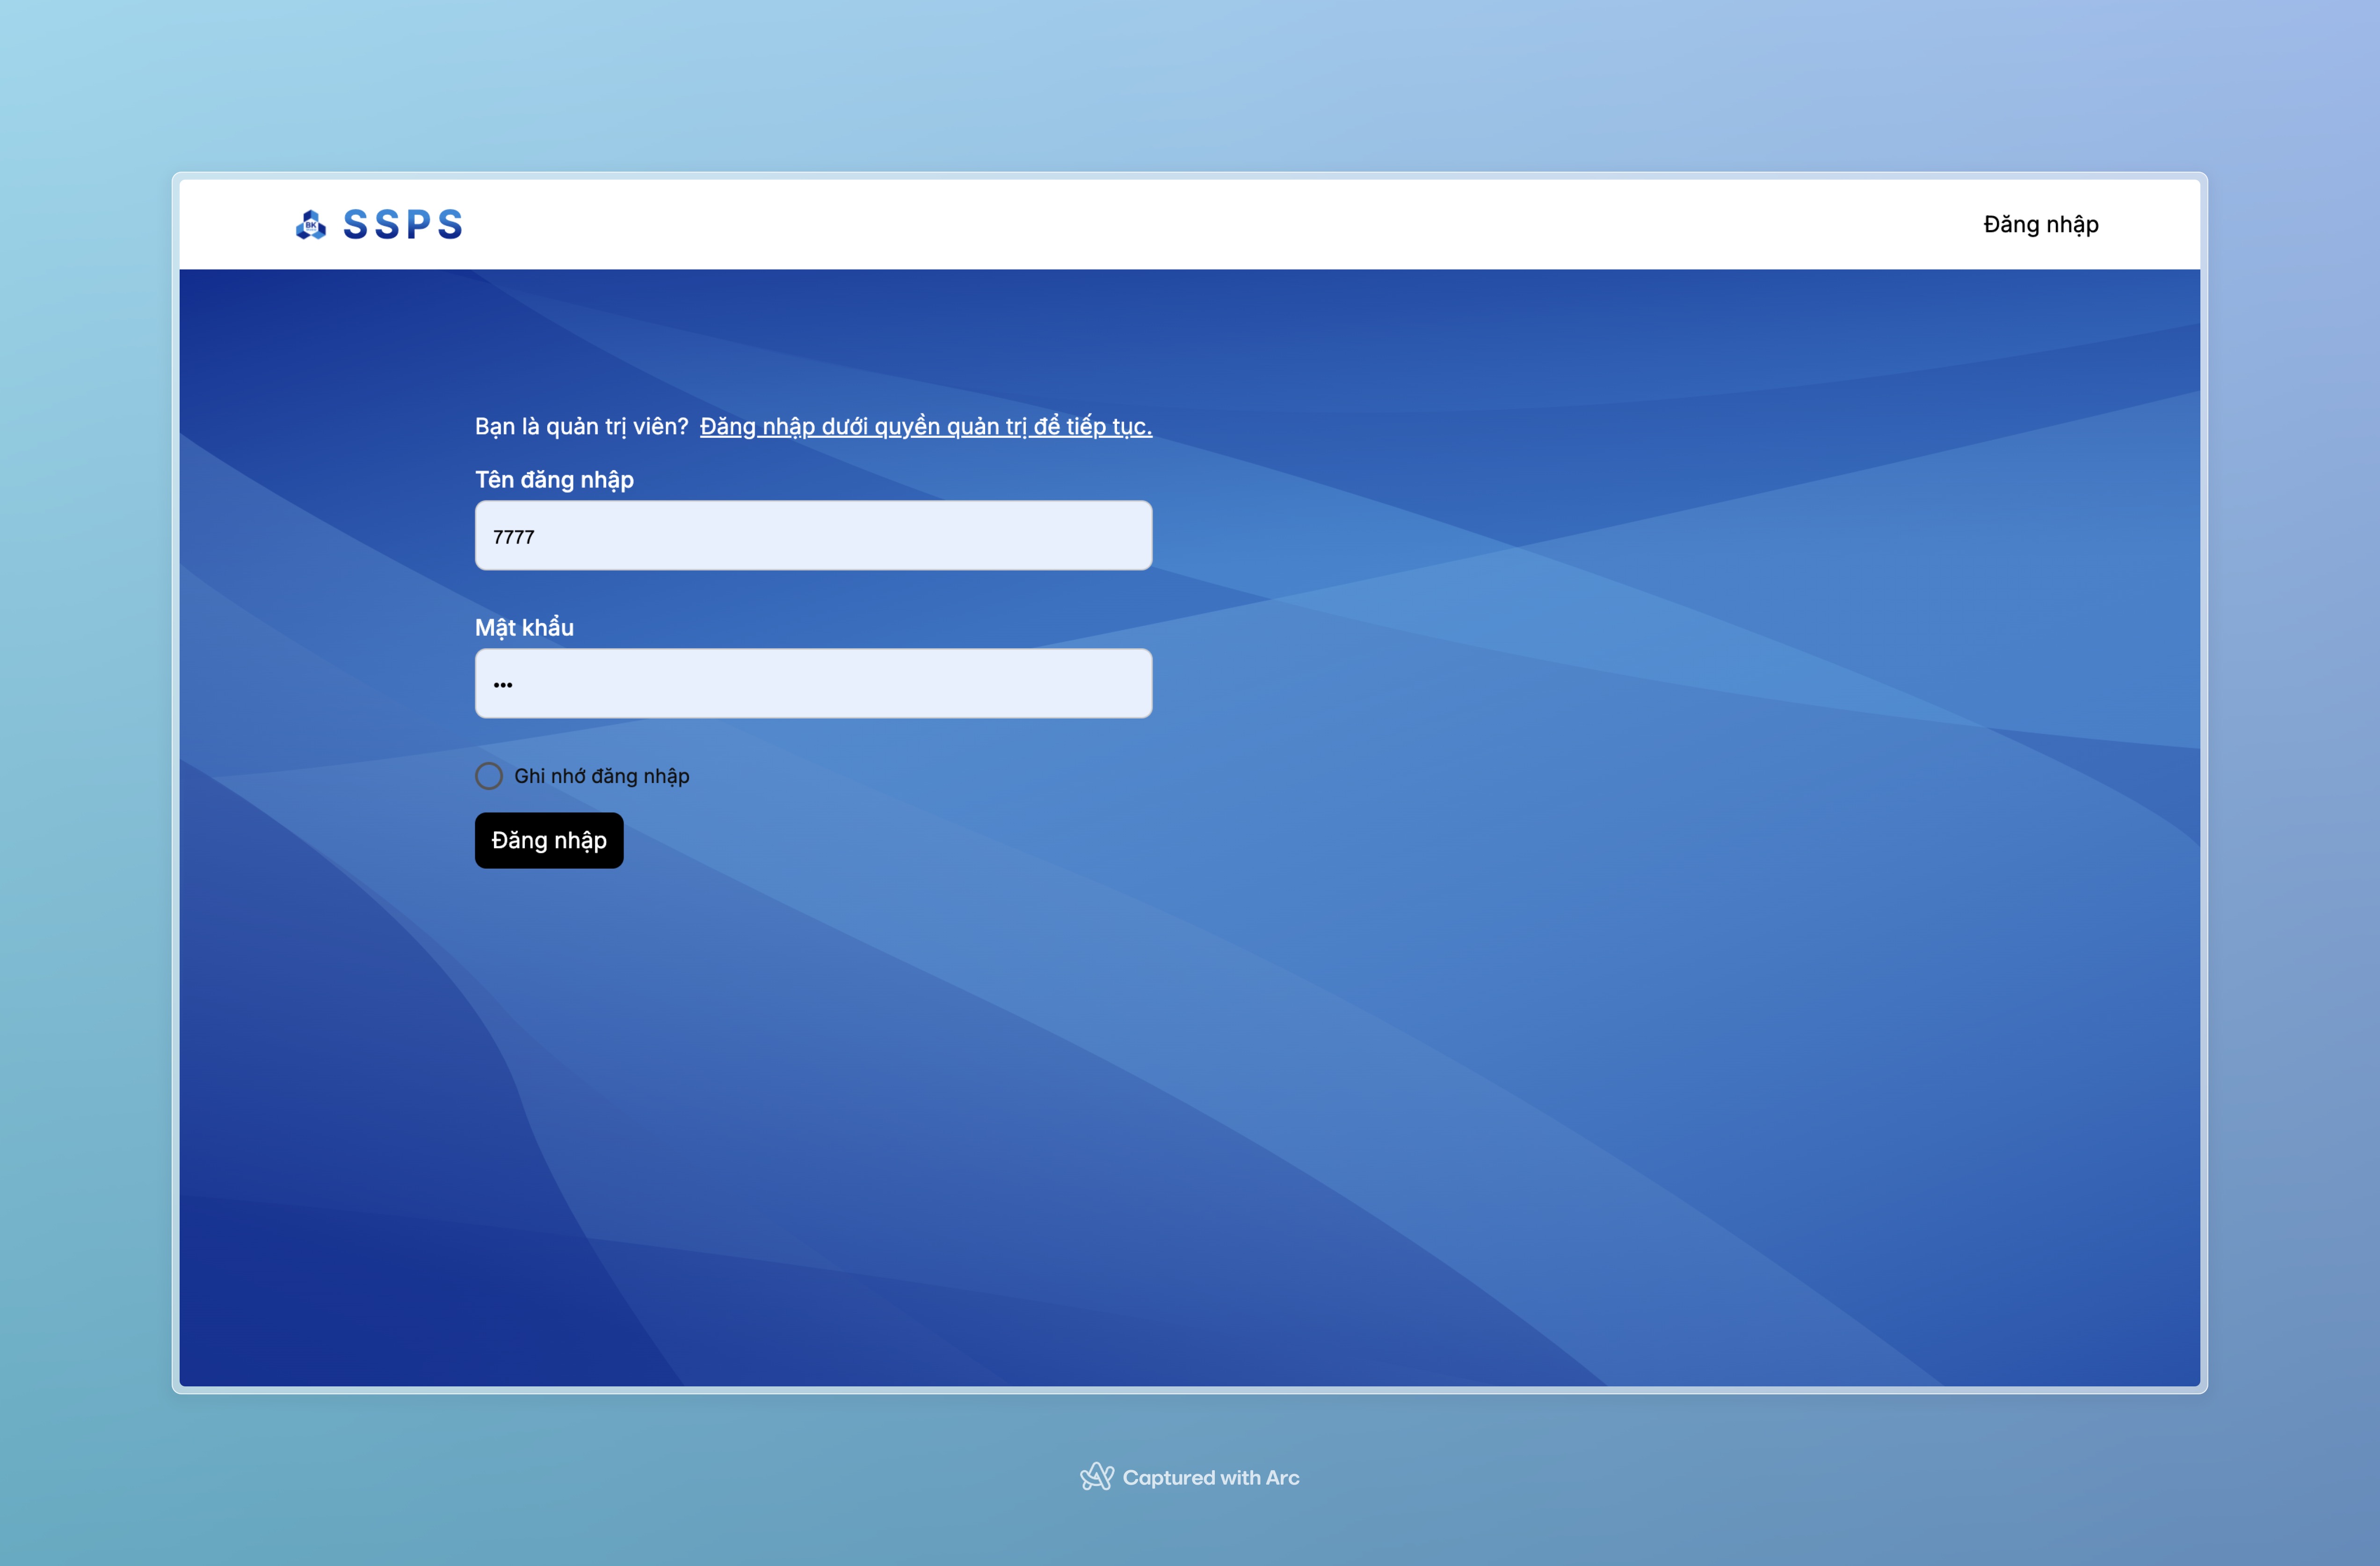 BK
SSPS
Đăng nhập
Bạn là quản trị viên? Đăng nhập dưới quyền quản trị để tiếp tục.
Tên đăng nhập
7777
Mật khẩu
•••
Ghi nhớ đăng nhập
Đăng nhập
Captured with Arc